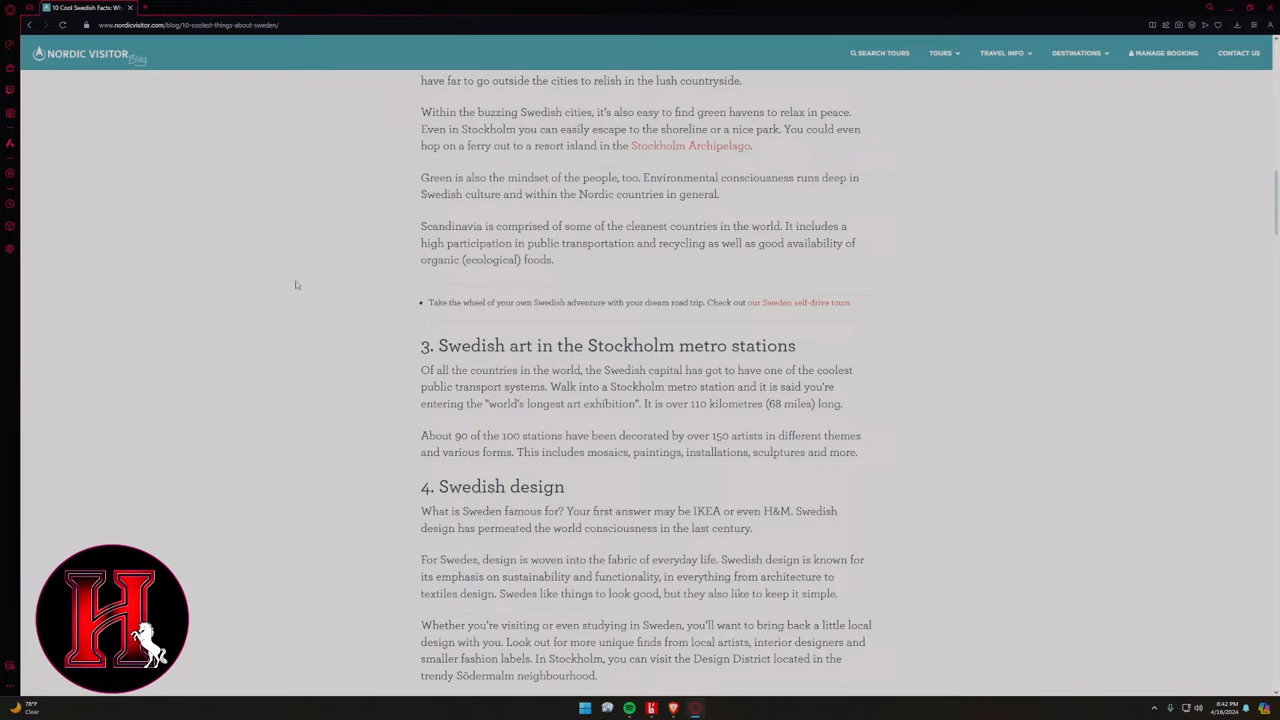 10 Cool Swedish Facts: Wh
www.nordicvisitor.com/blog/10-coolest-things-about-sweden/
NORDIC VISITOR Blog
SEARCH TOURS TOURS TRAVEL INFO DESTINATIONS MANAGE BOOKING CONTACT US
have far to go outside the cities to relish in the lush countryside.
Within the buzzing Swedish cities, it's also easy to find green havens to relax in peace.
Even in Stockholm you can easily escape to the shoreline or a nice park. You could even
hop on a ferry out to a resort island in the Stockholm Archipelago.
Green is also the mindset of the people, too. Environmental consciousness runs deep in
Swedish culture and within the Nordic countries in general.
Scandinavia is comprised of some of the cleanest countries in the world. It includes a
high participation in public transportation and recycling as well as good availability of
organic (ecological) foods.
Take the wheel of your own Swedish adventure with your dream road trip. Check out our Sweden self-drive tours
3. Swedish art in the Stockholm metro stations
Of all the countries in the world, the Swedish capital has got to have one of the coolest
public transport systems. Walk into a Stockholm metro station and it is said you're
entering the "world's longest art exhibition". It is over 110 kilometres (68 miles) long.
About 90 of the 100 stations have been decorated by over 150 artists in different themes
and various forms. This includes mosaics, paintings, installations, sculptures and more.
4. Swedish design
What is Sweden famous for? Your first answer may be IKEA or even H&M. Swedish
design has permeated the world consciousness in the last century.
For Swedes, design is woven into the fabric of everyday life. Swedish design is known for
its emphasis on sustainability and functionality, in everything from architecture to
textiles design. Swedes like things to look good, but they also like to keep it simple.
Whether you're visiting or even studying in Sweden, you'll want to bring back a little local
design with you. Look out for more unique finds from local artists, interior designers and
smaller fashion labels. In Stockholm, you can visit the Design District located in the
trendy Södermalm neighbourhood.
H
78°F
Clear
8:42 PM
4/16/2024